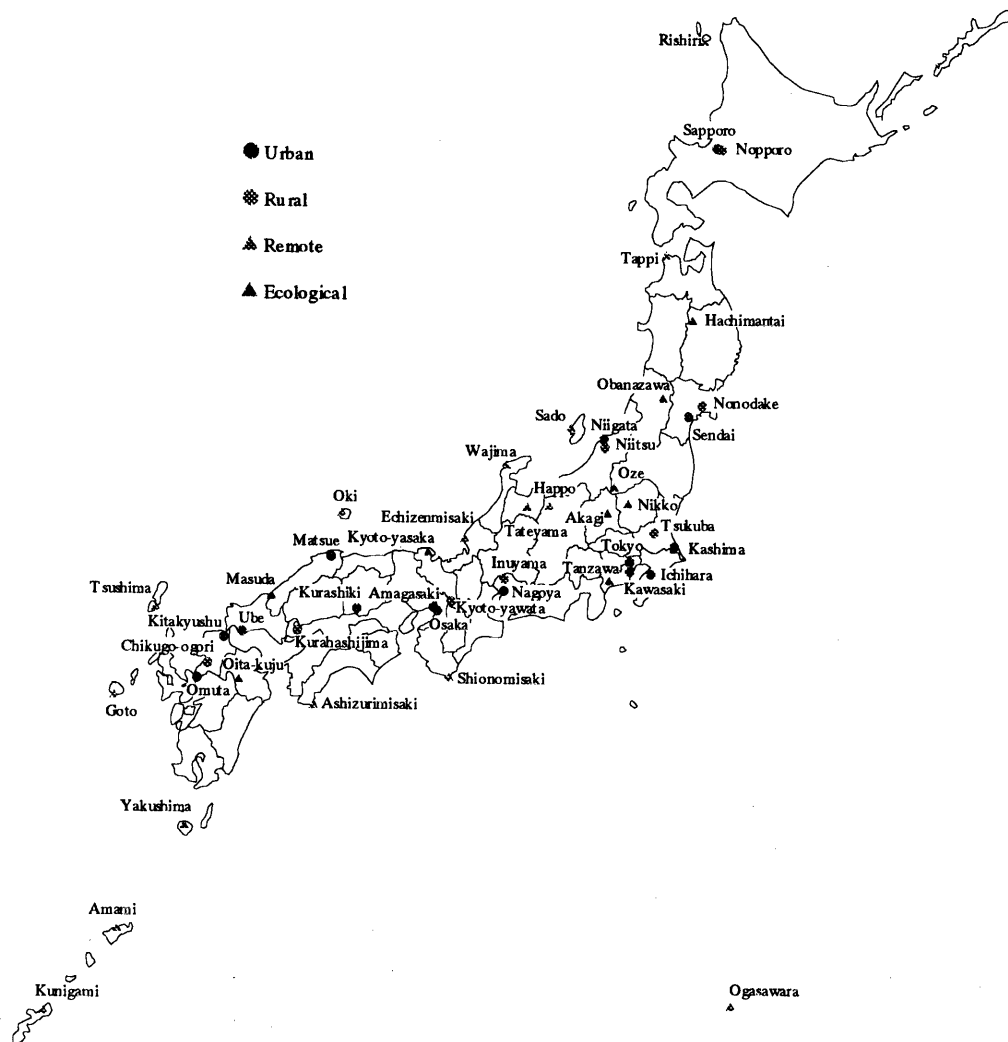 Rishiri
Sapporo
Nopporo
Urban
Rural
Remote
Ecological
Tappi
Hachimantai
Obanazawa
Nonodake
Sado
Niigata
Sendai
Niitsu
Wajima
Oze
Happo
Oki
Nikko
Echizenmisaki
Akagi
Tsukuba
Tateyama
Matsue
Kyoto-yasaka
Tokyo
Kashima
Inuyama
Tanzawa
Ichihara
Masuda
Tsushima
Kurashiki
Amagasaki
Nagoya
Kawasaki
Kyoto-yawata
Kitakyushu
Ube
Osaka
Chikugo-ogori
Kurahashijima
Oita-kuju
Shionomisaki
Omuta
Ashizurimisaki
Goto
Yakushima
Amami
Kunigami
Ogasawara